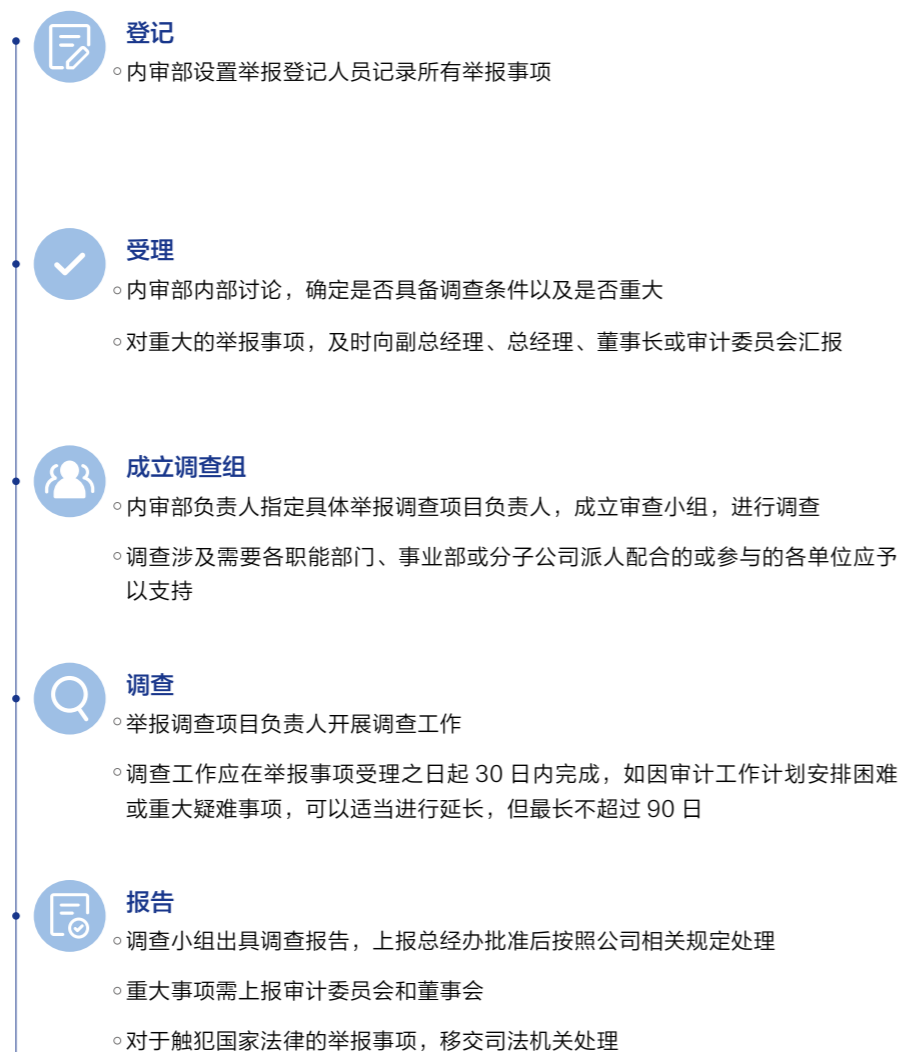 登记
◦内审部设置举报登记人员记录所有举报事项
受理
◦内审部内部讨论，确定是否具备调查条件以及是否重大
◦对重大的举报事项，及时向副总经理、总经理、董事长或审计委员会汇报
成立调查组
◦内审部负责人指定具体举报调查项目负责人，成立审查小组，进行调查
◦调查涉及需要各职能部门、事业部或分子公司派人配合的或参与的各单位应予
以支持
调查
◦举报调查项目负责人开展调查工作
◦调查工作应在举报事项受理之日起 30 日内完成，如因审计工作计划安排困难
或重大疑难事项，可以适当进行延长，但最长不超过 90 日
报告
◦调查小组出具调查报告，上报总经办批准后按照公司相关规定处理
◦重大事项需上报审计委员会和董事会
◦对于触犯国家法律的举报事项，移交司法机关处理